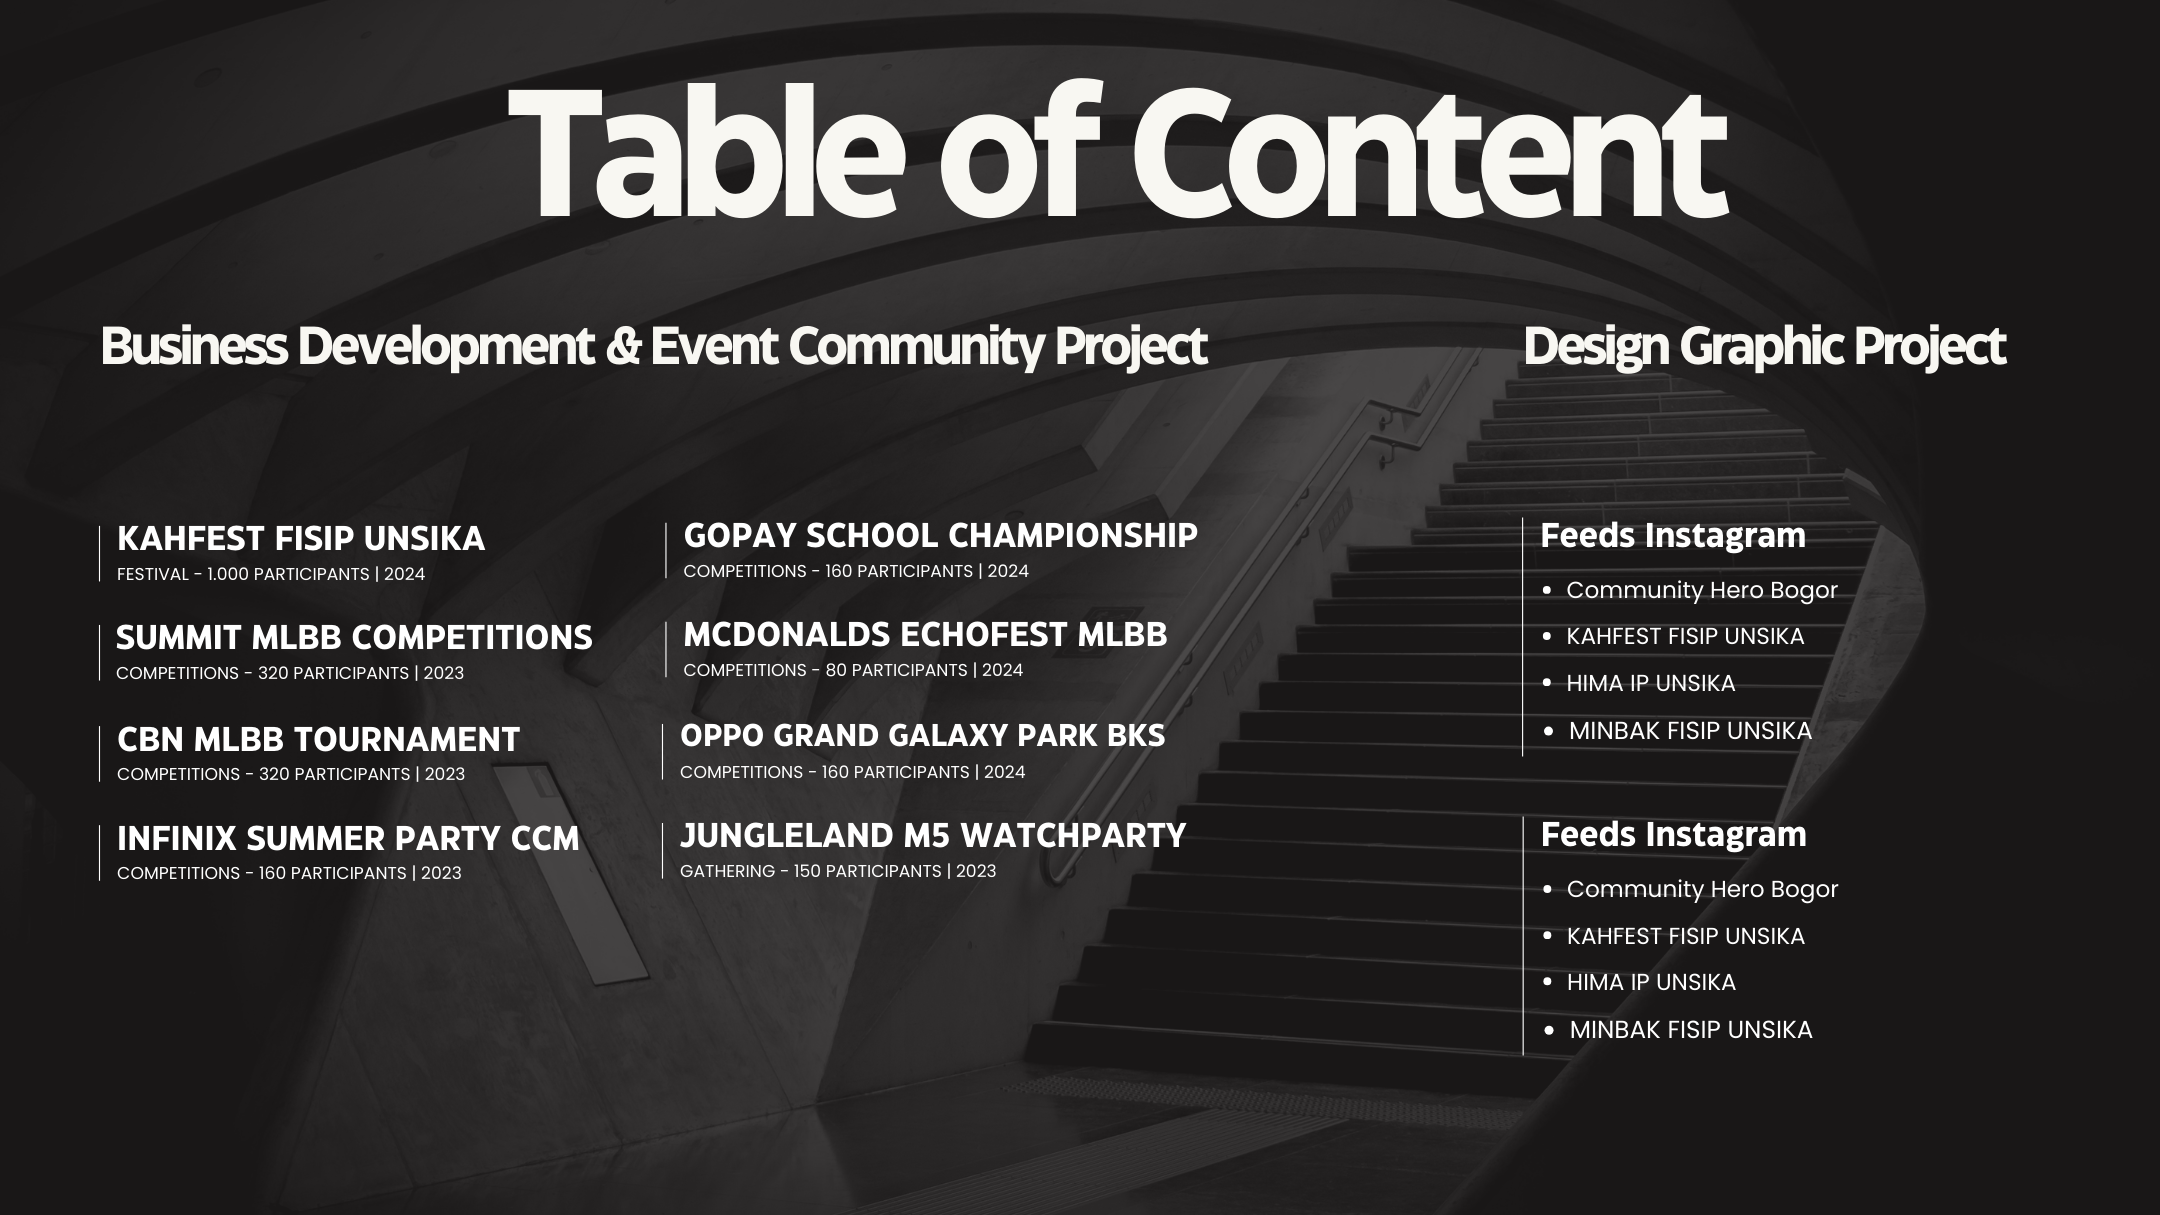 Table of Content
Business Development & Event Community Project
KAHFEST FISIP UNSIKA
FESTIVAL - 1.000 PARTICIPANTS | 2024
SUMMIT MLBB COMPETITIONS
COMPETITIONS - 320 PARTICIPANTS | 2023
CBN MLBB TOURNAMENT
COMPETITIONS - 320 PARTICIPANTS | 2023
INFINIX SUMMER PARTY CCM
COMPETITIONS - 160 PARTICIPANTS | 2023
GOPAY SCHOOL CHAMPIONSHIP
COMPETITIONS - 160 PARTICIPANTS | 2024
MCDONALDS ECHOFEST MLBB
COMPETITIONS - 80 PARTICIPANTS | 2024
OPPO GRAND GALAXY PARK BKS
COMPETITIONS - 160 PARTICIPANTS | 2024
JUNGLELAND M5 WATCHPARTY
GATHERING - 150 PARTICIPANTS | 2023
Design Graphic Project
Feeds Instagram
• Community Hero Bogor
• KAHFEST FISIP UNSIKA
• HIMA IP UNSIKA
• MINBAK FISIP UNSIKA
Feeds Instagram
• Community Hero Bogor
• KAHFEST FISIP UNSIKA
• HIMA IP UNSIKA
• MINBAK FISIP UNSIKA